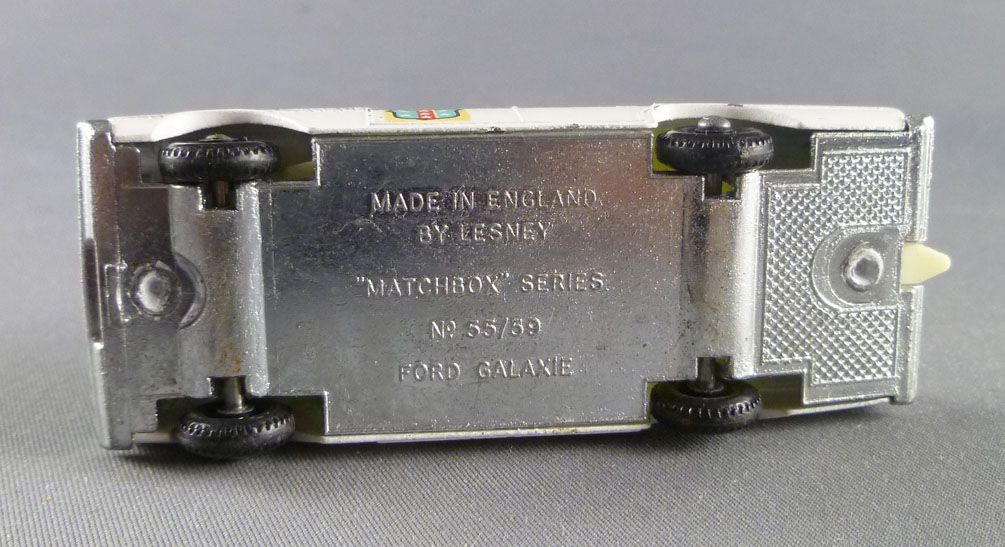 MADE IN ENGLAND
BY LESNEY
"MATCHBOX" SERIES
Nº 55/59
FORD GALAXIE